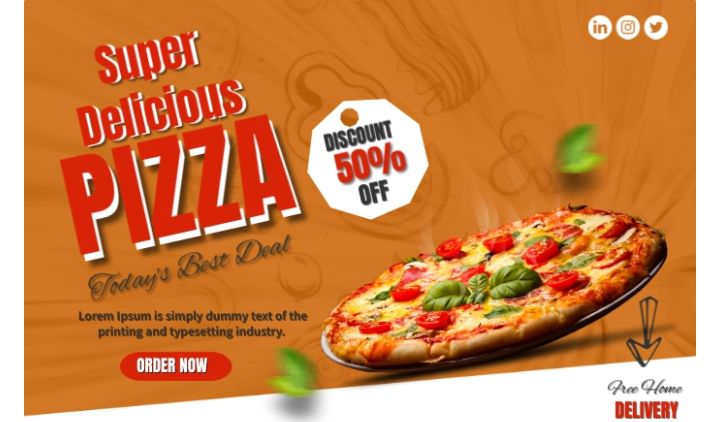 Super
Delicious
PIZZA
Today's Best Deal
Lorem Ipsum is simply dummy text of the
printing and typesetting industry.
ORDER NOW
DISCOUNT
50%
OFF
in
Free Home
DELIVERY